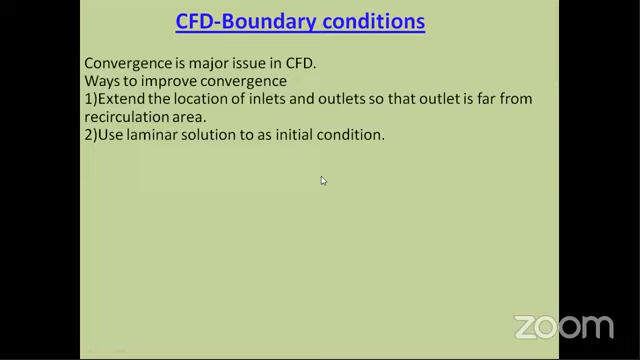 CFD-Boundary conditions
Convergence is major issue in CFD.
Ways to improve convergence
1)Extend the location of inlets and outlets so that outlet is far from
recirculation area.
2)Use laminar solution to as initial condition.
zoom